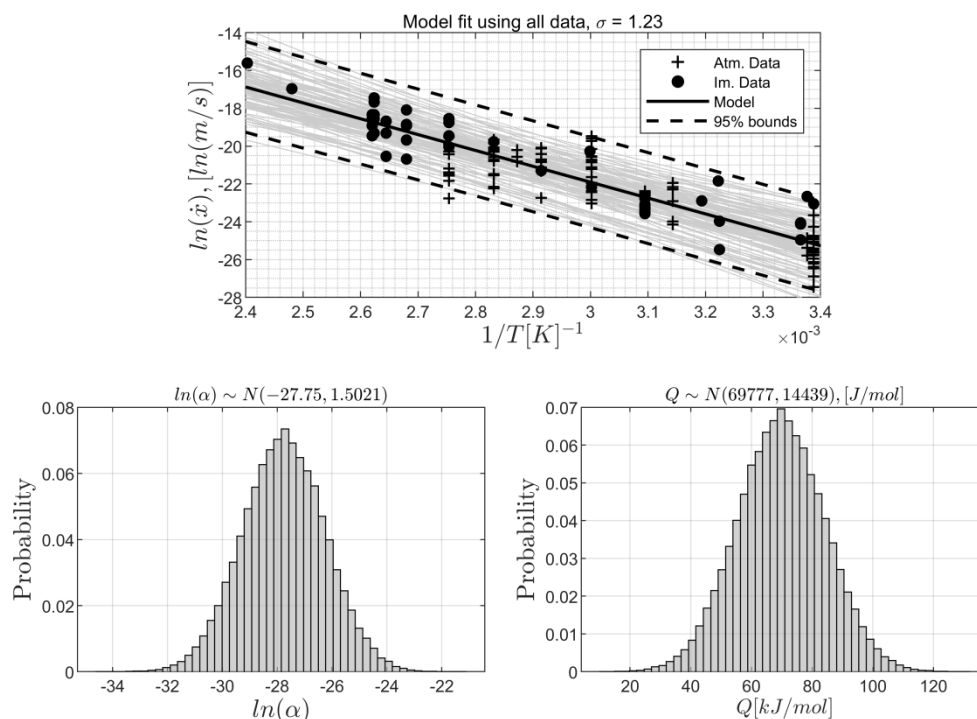 Model fit using all data, σ = 1.23
-14
-16
-18
-20
-22
-24
-26
-28
ln(ẋ), [ln(m/s)]
Atm. Data
Im. Data
Model
95% bounds
2.4 2.5 2.6 2.7 2.8 2.9 3 3.1 3.2 3.3 3.4
×10⁻³
1/T[K]⁻¹
ln(α) ∼ N(−27.75, 1.5021)
0.08
0.06
0.04
0.02
0
Probability
-34 -32 -30 -28 -26 -24 -22
ln(α)
Q ∼ N(69777, 14439), [J/mol]
0.07
0.06
0.05
0.04
0.03
0.02
0.01
0
Probability
20 40 60 80 100 120
Q[kJ/mol]